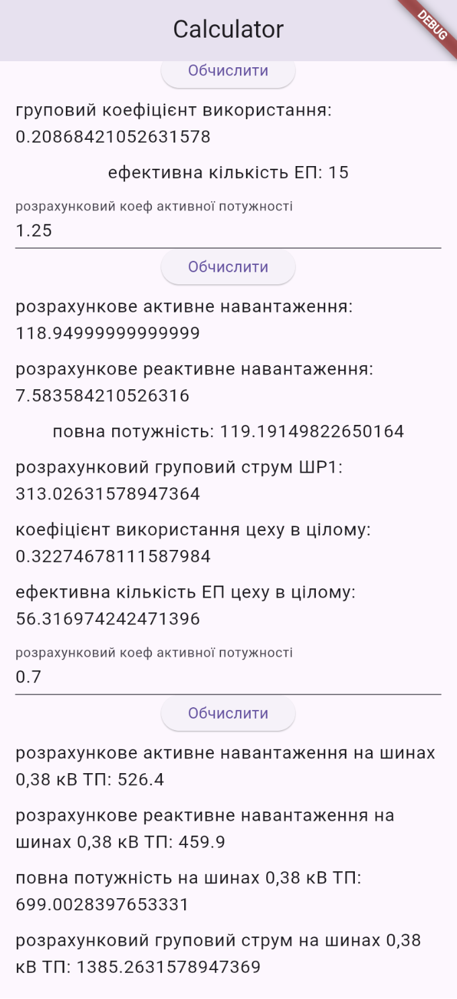 Calculator
DEBUG
Обчислити
груповий коефіцієнт використання:
0.20868421052631578
ефективна кількість ЕП: 15
розрахунковий коеф активної потужності
1.25
Обчислити
розрахункове активне навантаження:
118.94999999999999
розрахункове реактивне навантаження:
7.583584210526316
повна потужність: 119.19149822650164
розрахунковий груповий струм ШР1:
313.02631578947364
коефіцієнт використання цеху в цілому:
0.32274678111587984
ефективна кількість ЕП цеху в цілому:
56.316974242471396
розрахунковий коеф активної потужності
0.7
Обчислити
розрахункове активне навантаження на шинах
0,38 кВ ТП: 526.4
розрахункове реактивне навантаження на
шинах 0,38 кВ ТП: 459.9
повна потужність на шинах 0,38 кВ ТП:
699.0028397653331
розрахунковий груповий струм на шинах 0,38
кВ ТП: 1385.2631578947369